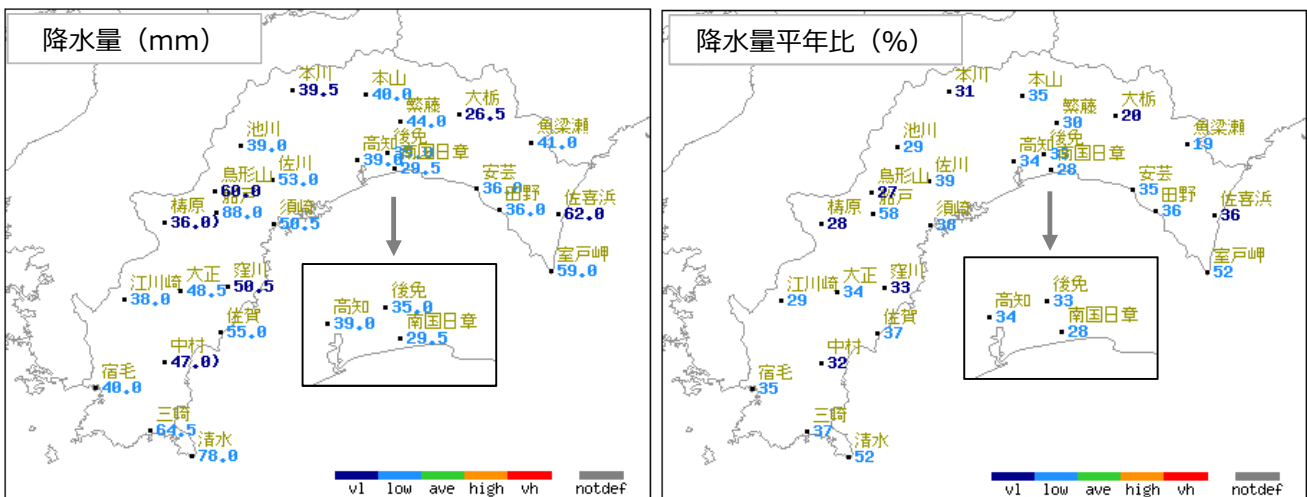 降水量（mm）
本川
39.5
本山
40.0
繁藤
44.0
大栃
26.5
魚梁瀬
41.0
池川
39.0
佐川
53.0
高知
39.0
後免
南国日章
29.5
鳥形山
60.0
88.0
梼原
36.0)
須崎
50.5
安芸
36.0
田野
36.0
佐喜浜
62.0
室戸岬
59.0
江川崎
38.0
大正
48.5
窪川
50.5
佐賀
55.0
中村
47.0)
宿毛
40.0
三崎
64.5
清水
78.0
高知
39.0
後免
35.0
南国日章
29.5
vl low ave high vh notdef
降水量平年比（%）
本川
31
本山
35
繁藤
30
大栃
20
魚梁瀬
19
池川
29
佐川
39
高知
34
後免
南国日章
28
鳥形山
27
58
梼原
28
須崎
38
安芸
35
田野
36
佐喜浜
36
室戸岬
52
江川崎
29
大正
34
窪川
33
佐賀
37
中村
32
宿毛
35
三崎
37
清水
52
高知
34
後免
33
南国日章
28
vl low ave high vh notdef